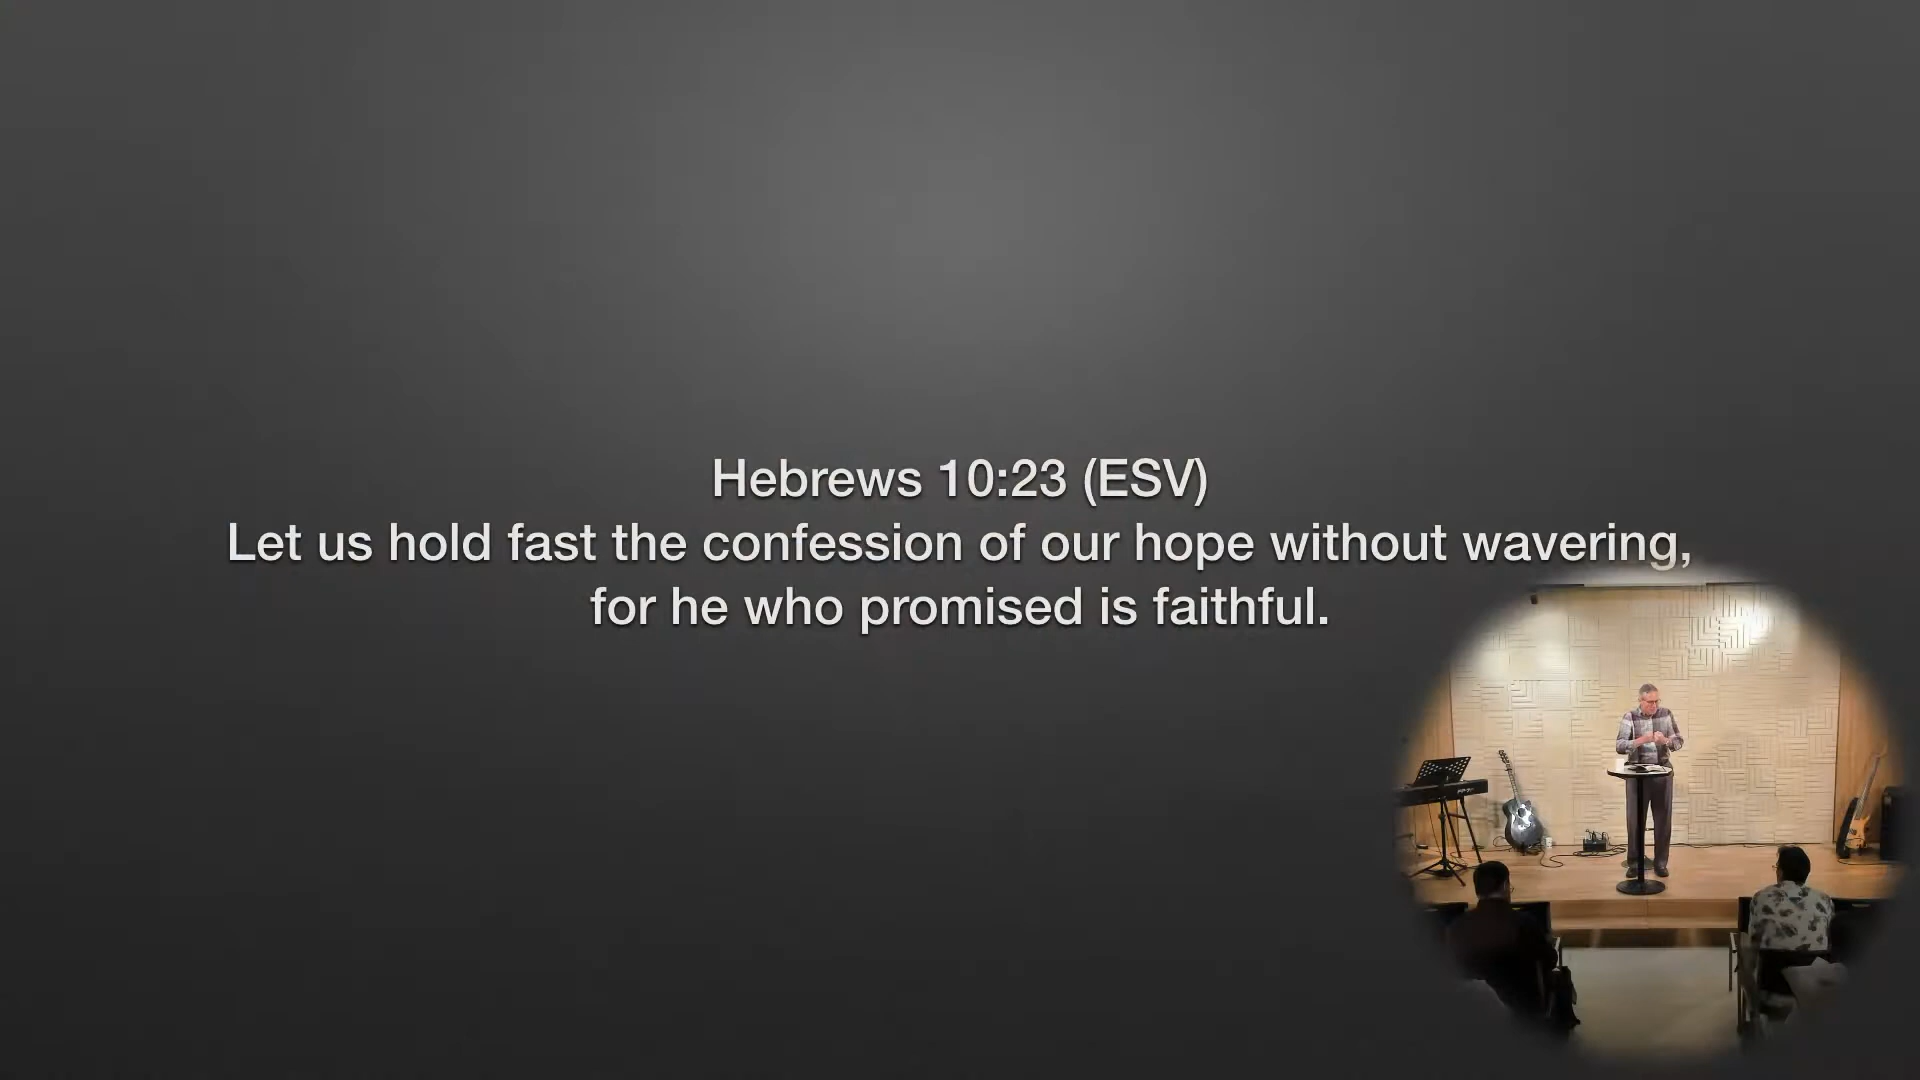 Hebrews 10:23 (ESV)
Let us hold fast the confession of our hope without wavering,
for he who promised is faithful.